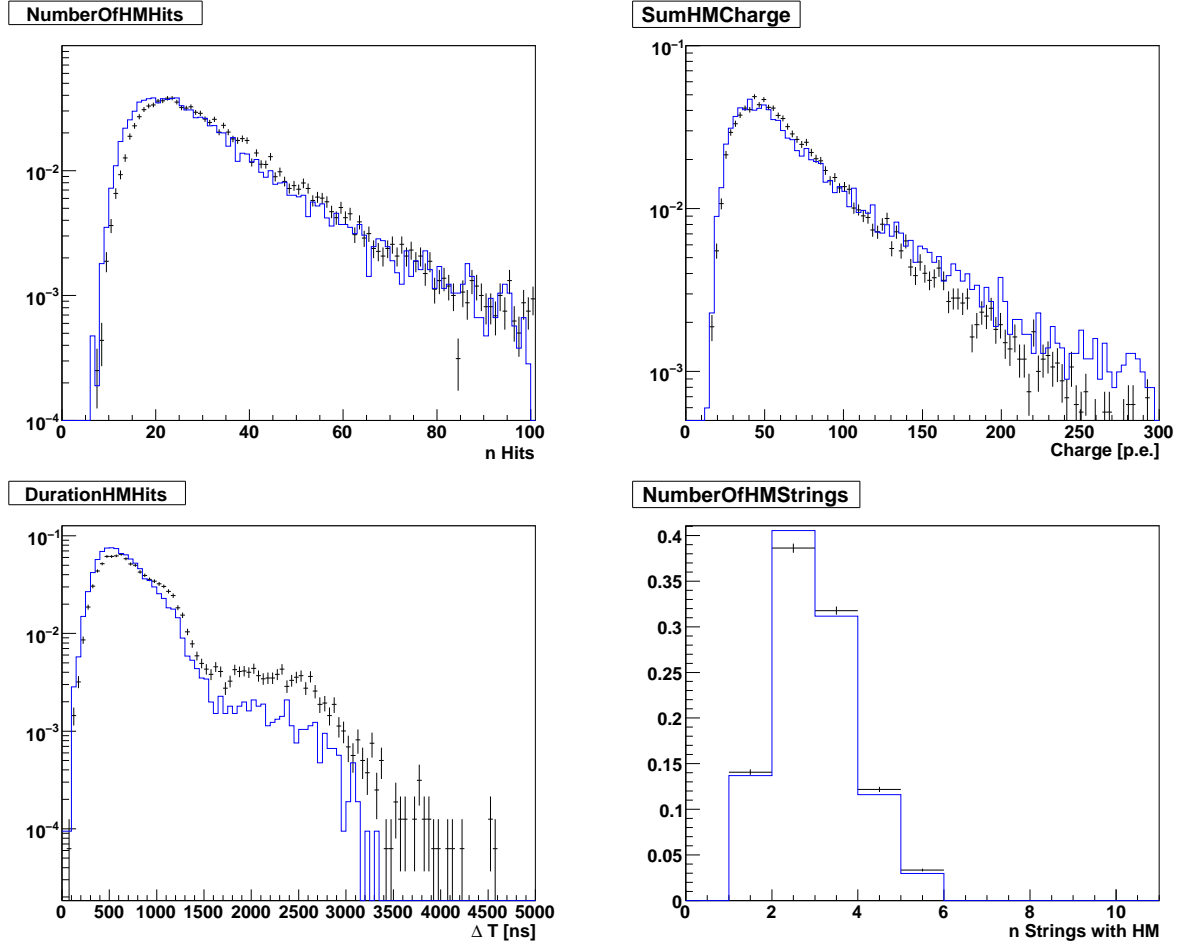 NumberOfHMHits
10⁻²
10⁻³
10⁻⁴
0 20 40 60 80 100
n Hits
SumHMCharge
10⁻¹
10⁻²
10⁻³
0 50 100 150 200 250 300
Charge [p.e.]
DurationHMHits
10⁻¹
10⁻²
10⁻³
10⁻⁴
0 500 1000 1500 2000 2500 3000 3500 4000 4500 5000
Δ T [ns]
NumberOfHMStrings
0.4
0.35
0.3
0.25
0.2
0.15
0.1
0.05
0
0 2 4 6 8 10
n Strings with HM